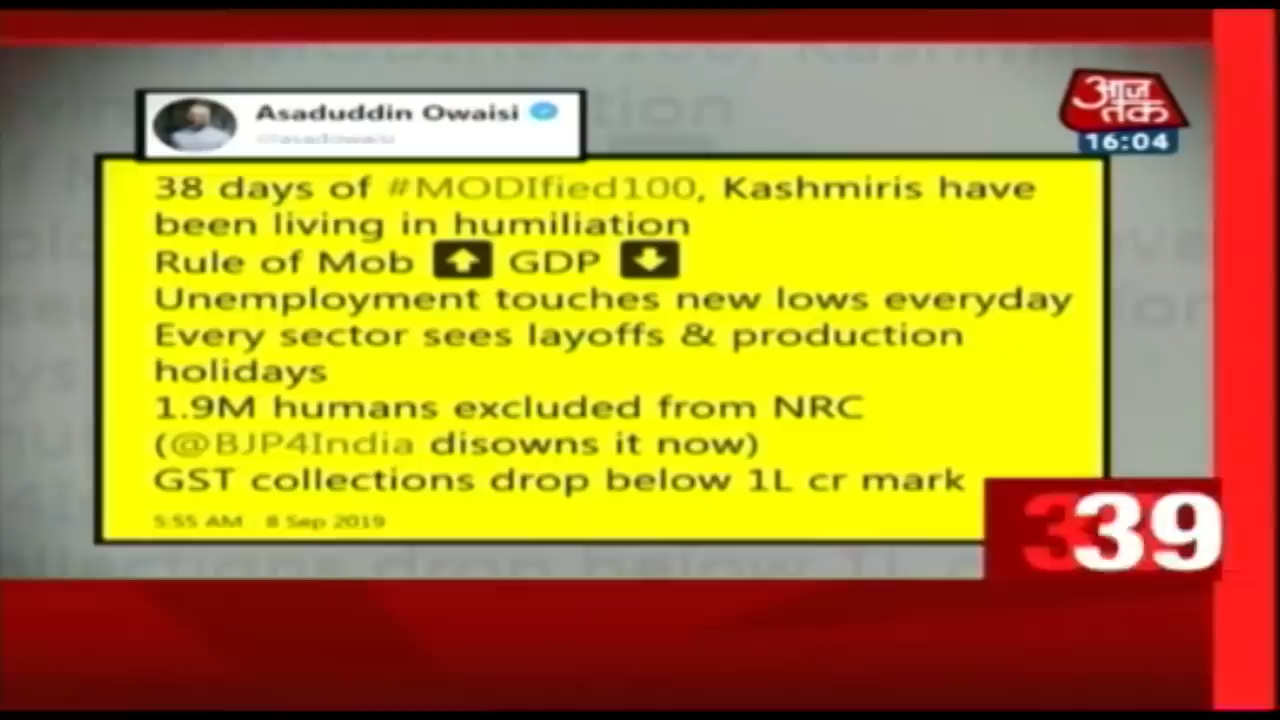 Asaduddin Owaisi
@asadowaisi
आज
तक
16:04
38 days of #MODIfied100, Kashmiris have
been living in humiliation
Rule of Mob ⬆ GDP ⬇
Unemployment touches new lows everyday
Every sector sees layoffs & production
holidays
1.9M humans excluded from NRC
(@BJP4India disowns it now)
GST collections drop below 1L cr mark
5:55 AM - 8 Sep 2019
39